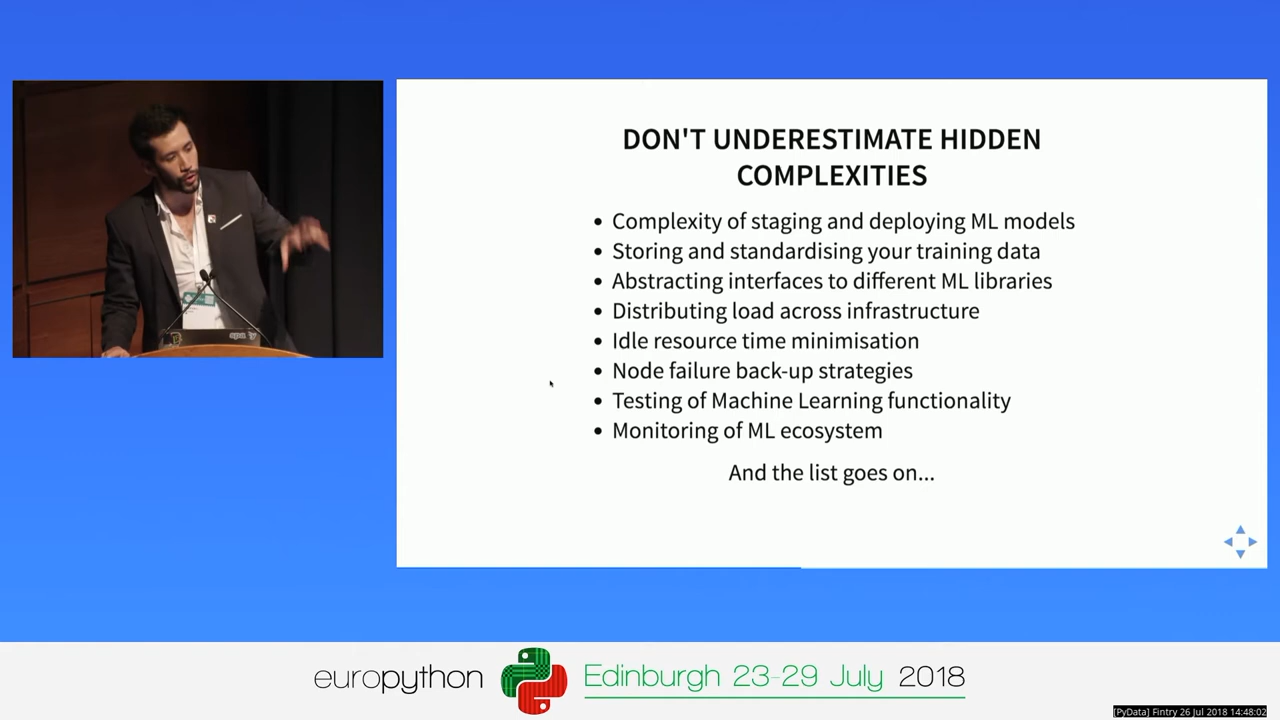 DON'T UNDERESTIMATE HIDDEN
COMPLEXITIES
• Complexity of staging and deploying ML models
• Storing and standardising your training data
• Abstracting interfaces to different ML libraries
• Distributing load across infrastructure
• Idle resource time minimisation
• Node failure back-up strategies
• Testing of Machine Learning functionality
• Monitoring of ML ecosystem
And the list goes on...
europython Edinburgh 23-29 July 2018
[PyData] Fintry 26 Jul 2018 14:48:02